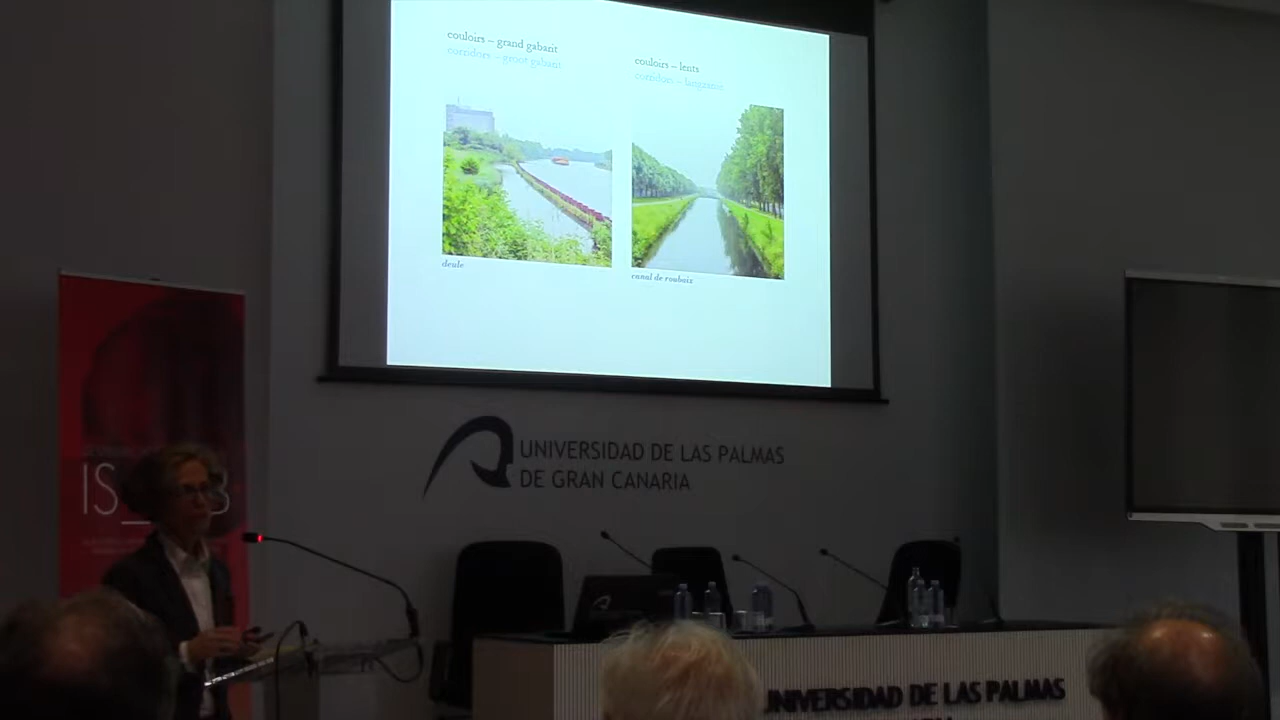 couloirs – grand gabarit
corridors – groot gabarit
couloirs – lents
corridors – langzame
deule
canal de roubaix
UNIVERSIDAD DE LAS PALMAS
DE GRAN CANARIA
IS_
B
UNIVERSIDAD DE LAS PALMAS